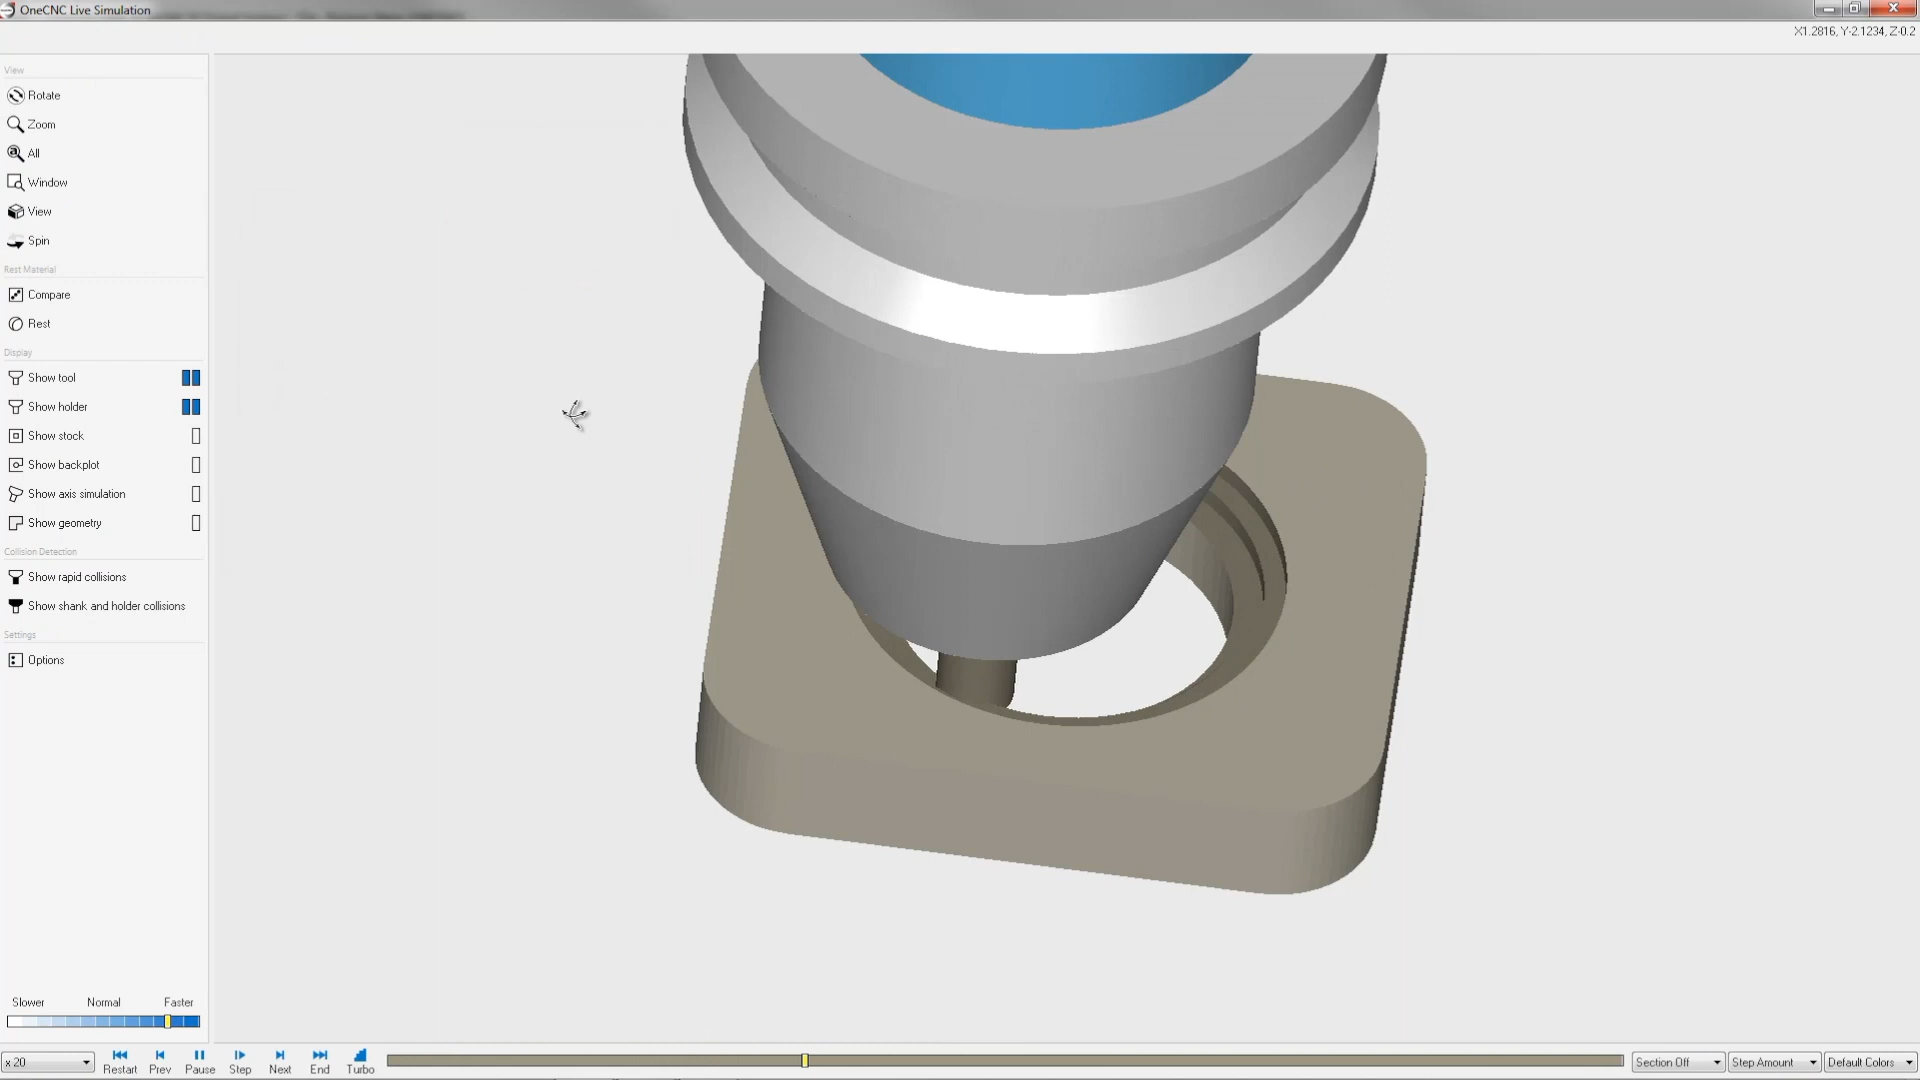 OneCNC Live Simulation
X1.2816, Y-2.1234, Z-0.2
View
Rotate
Zoom
All
Window
View
Spin
Rest Material
Compare
Rest
Display
Show tool
Show holder
Show stock
Show backplot
Show axis simulation
Show geometry
Collision Detection
Show rapid collisions
Show shank and holder collisions
Settings
Options
Slower Normal Faster
x 20 Restart Prev Pause Step Next End Turbo Section Off Step Amount Default Colors